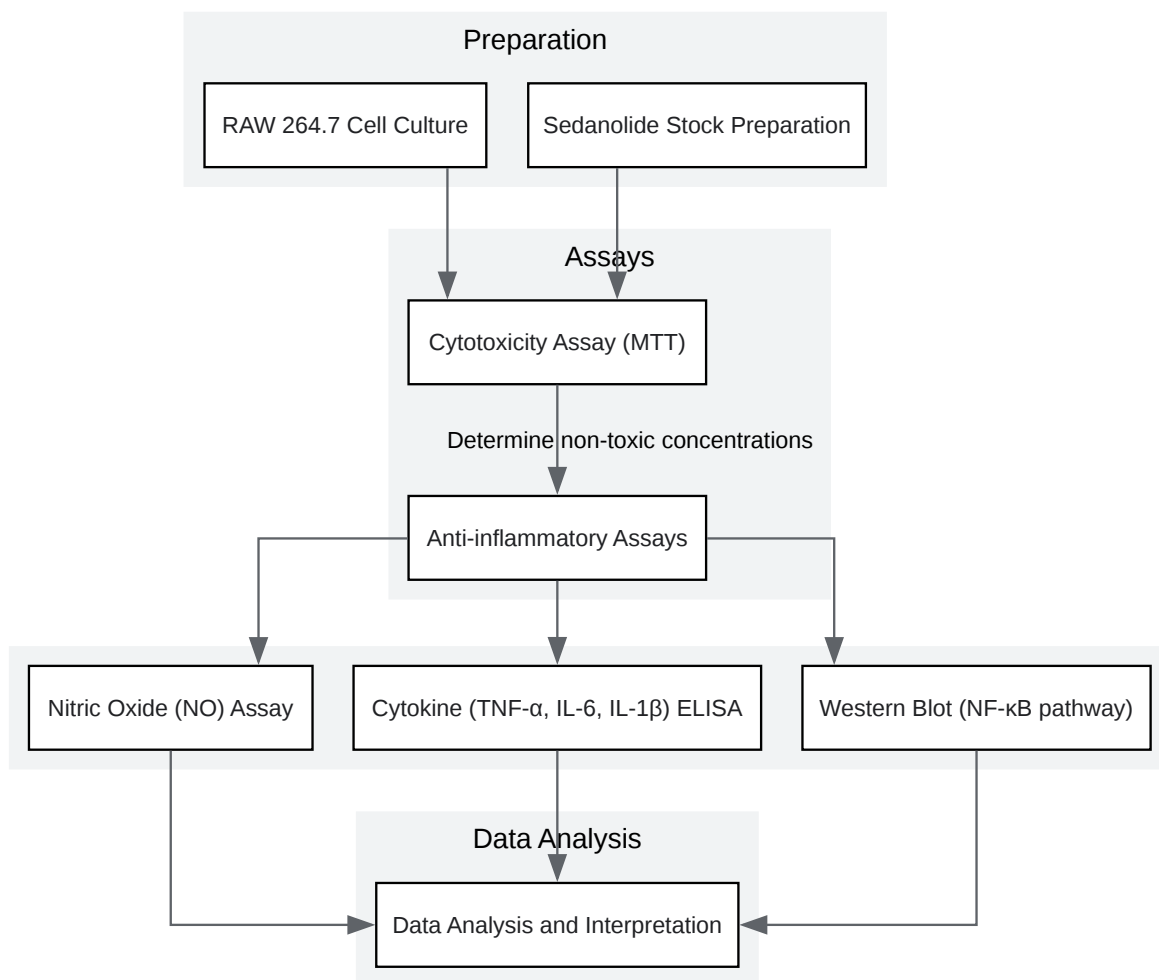 Preparation
RAW 264.7 Cell Culture
Sedanolide Stock Preparation
Assays
Cytotoxicity Assay (MTT)
Determine non-toxic concentrations
Anti-inflammatory Assays
Nitric Oxide (NO) Assay
Cytokine (TNF-α, IL-6, IL-1β) ELISA
Western Blot (NF-κB pathway)
Data Analysis
Data Analysis and Interpretation